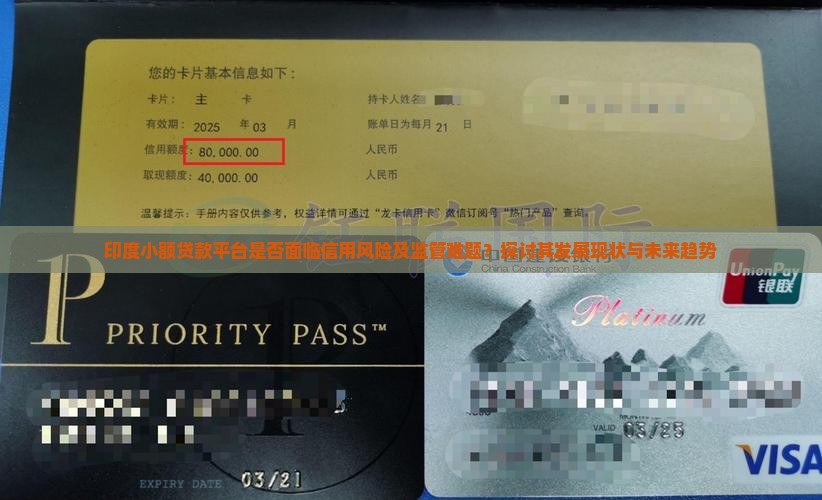 您的卡片基本信息如下：
卡片： 主 卡 持卡人姓名
有效期： 2025 年 03 月 账单日为每月 21 日
信用额度： 80,000.00 人民币
取现额度： 40,000.00 人民币
温馨提示：手册内容仅供参考，权益详情可通过“龙卡信用卡”微信订阅号“热门产品”查询。
印度小额贷款平台是否面临信用风险及监管难题？探讨其发展现状与未来趋势
China Construction Bank
UnionPay
银联
P
PRIORITY PASS™
Platinum
VALID 03/25
EXPIRY DATE 03/21
VISA